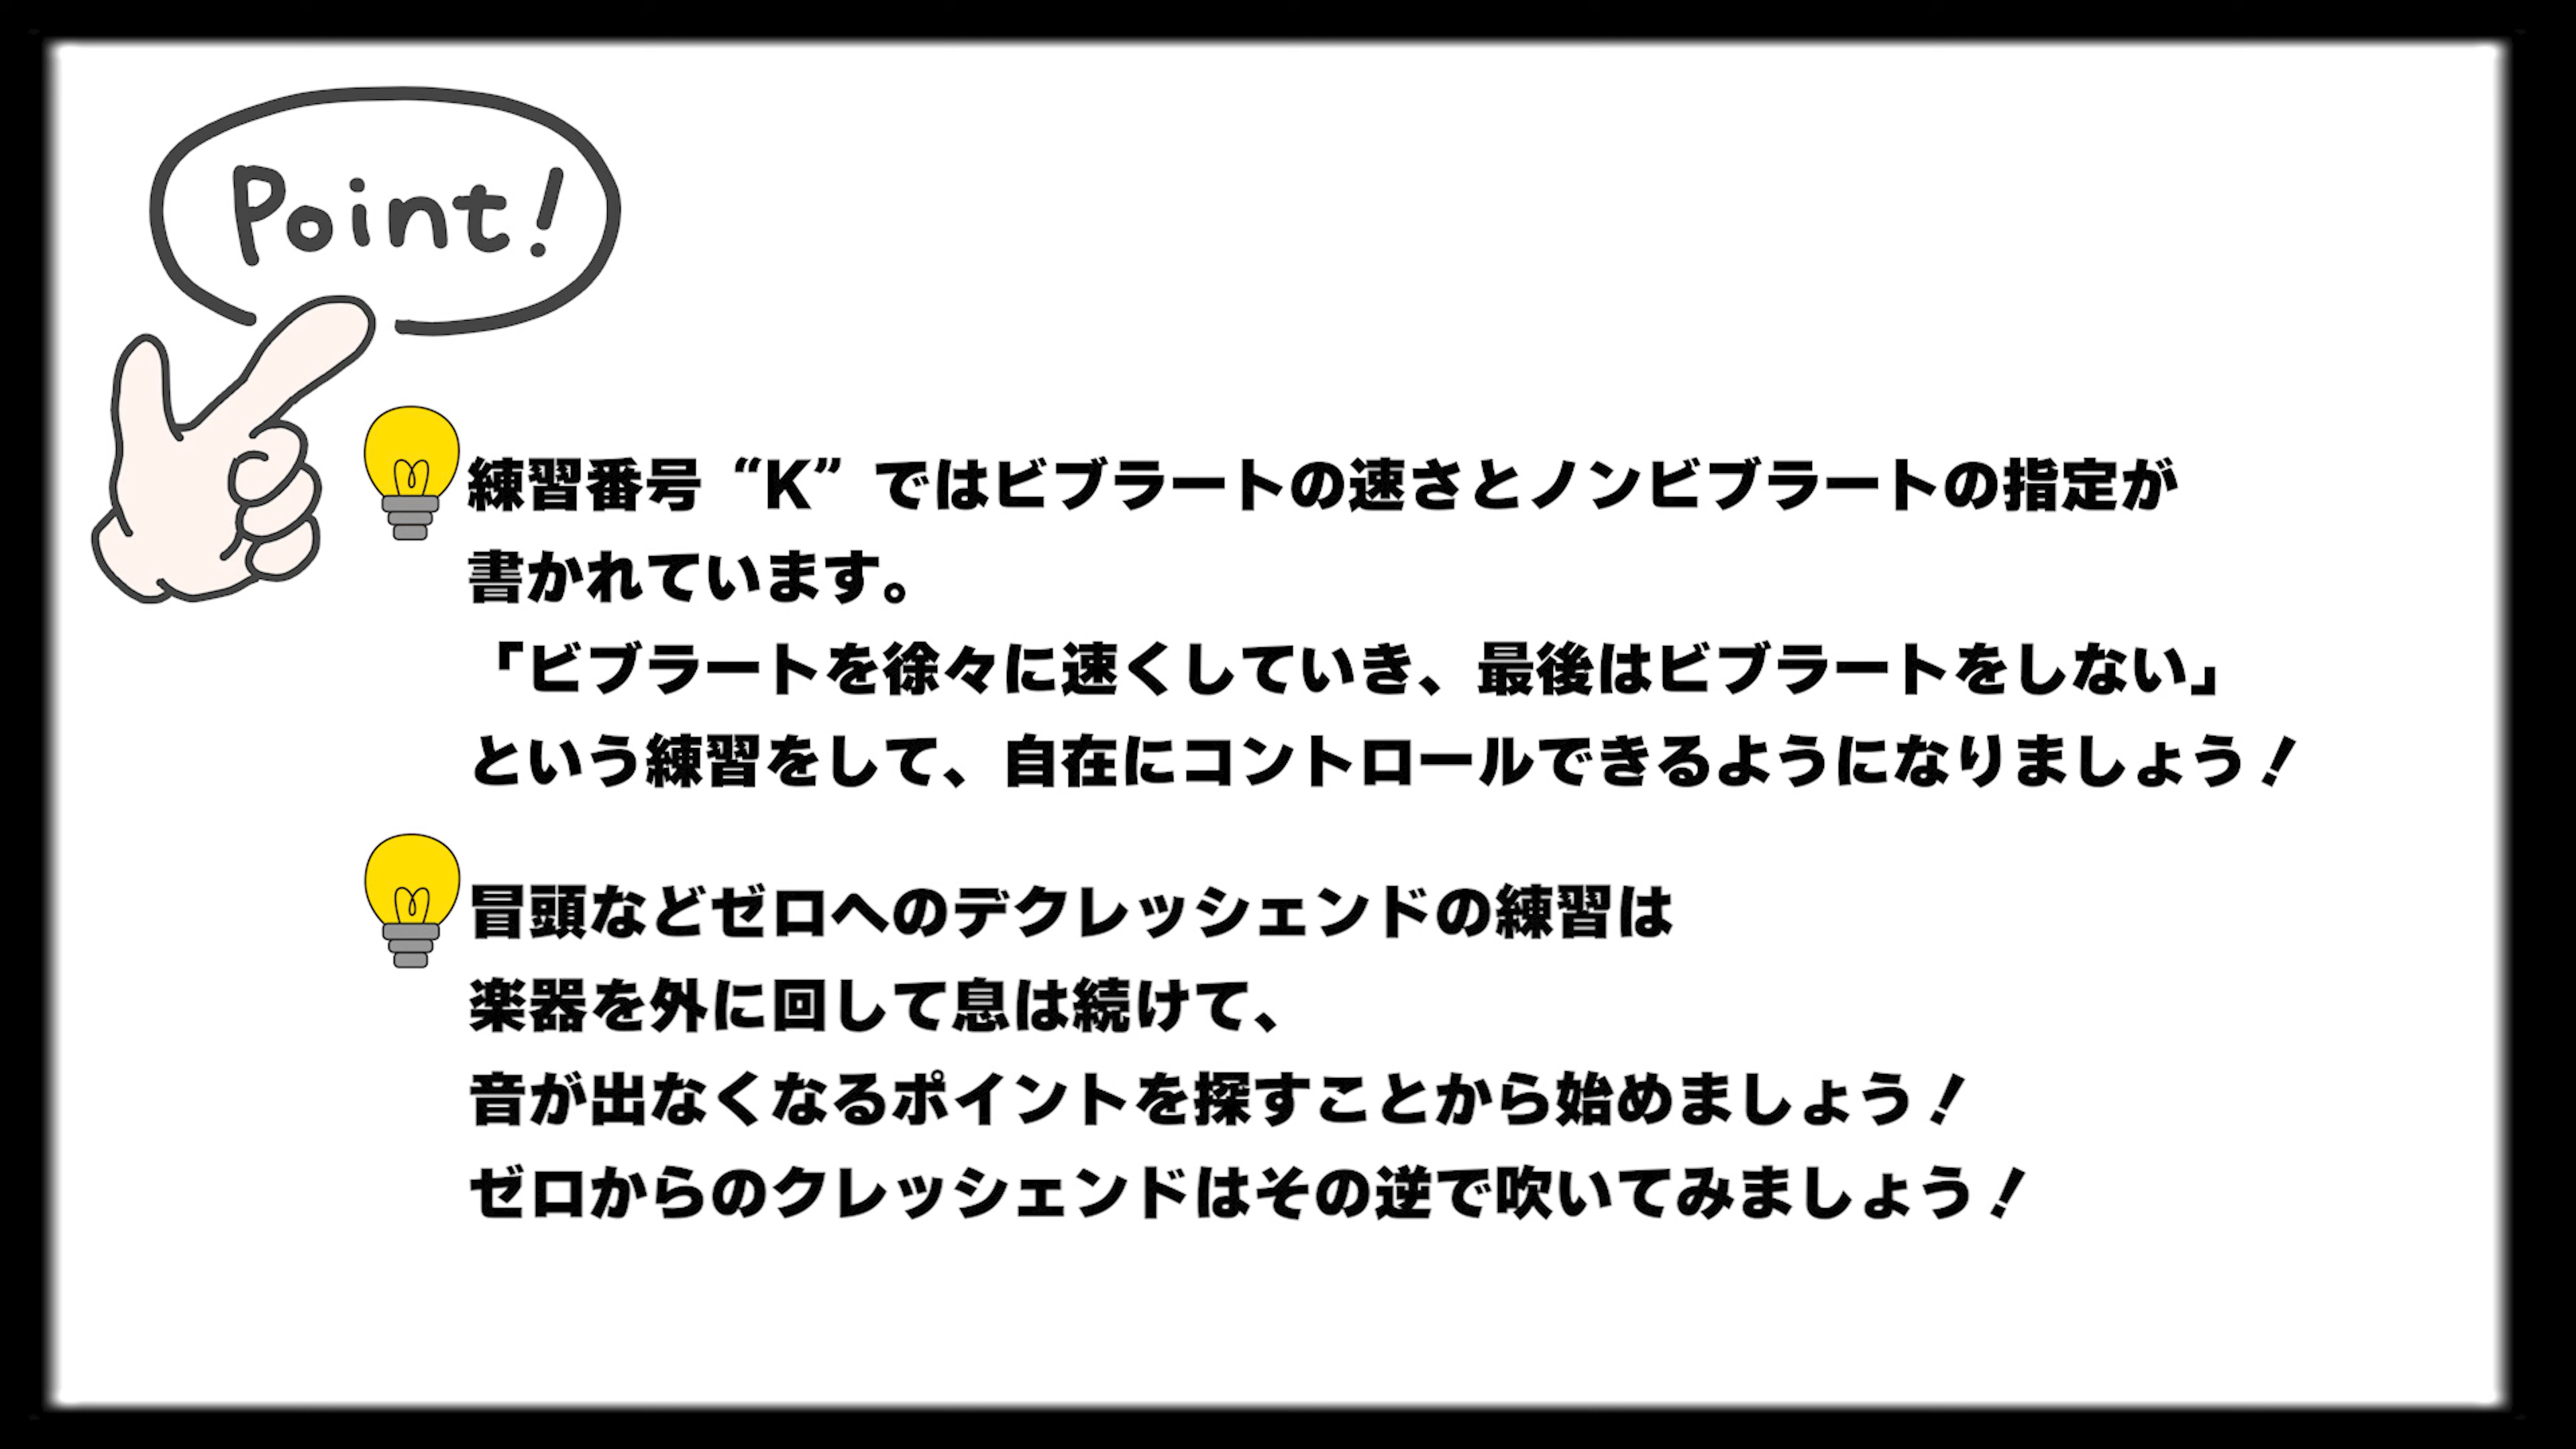 Point!
練習番号“K”ではビブラートの速さとノンビブラートの指定が
書かれています。
「ビブラートを徐々に速くしていき、最後はビブラートをしない」
という練習をして、自在にコントロールできるようになりましょう！
冒頭などゼロへのデクレッシェンドの練習は
楽器を外に回して息は続けて、
音が出なくなるポイントを探すことから始めましょう！
ゼロからのクレッシェンドはその逆で吹いてみましょう！